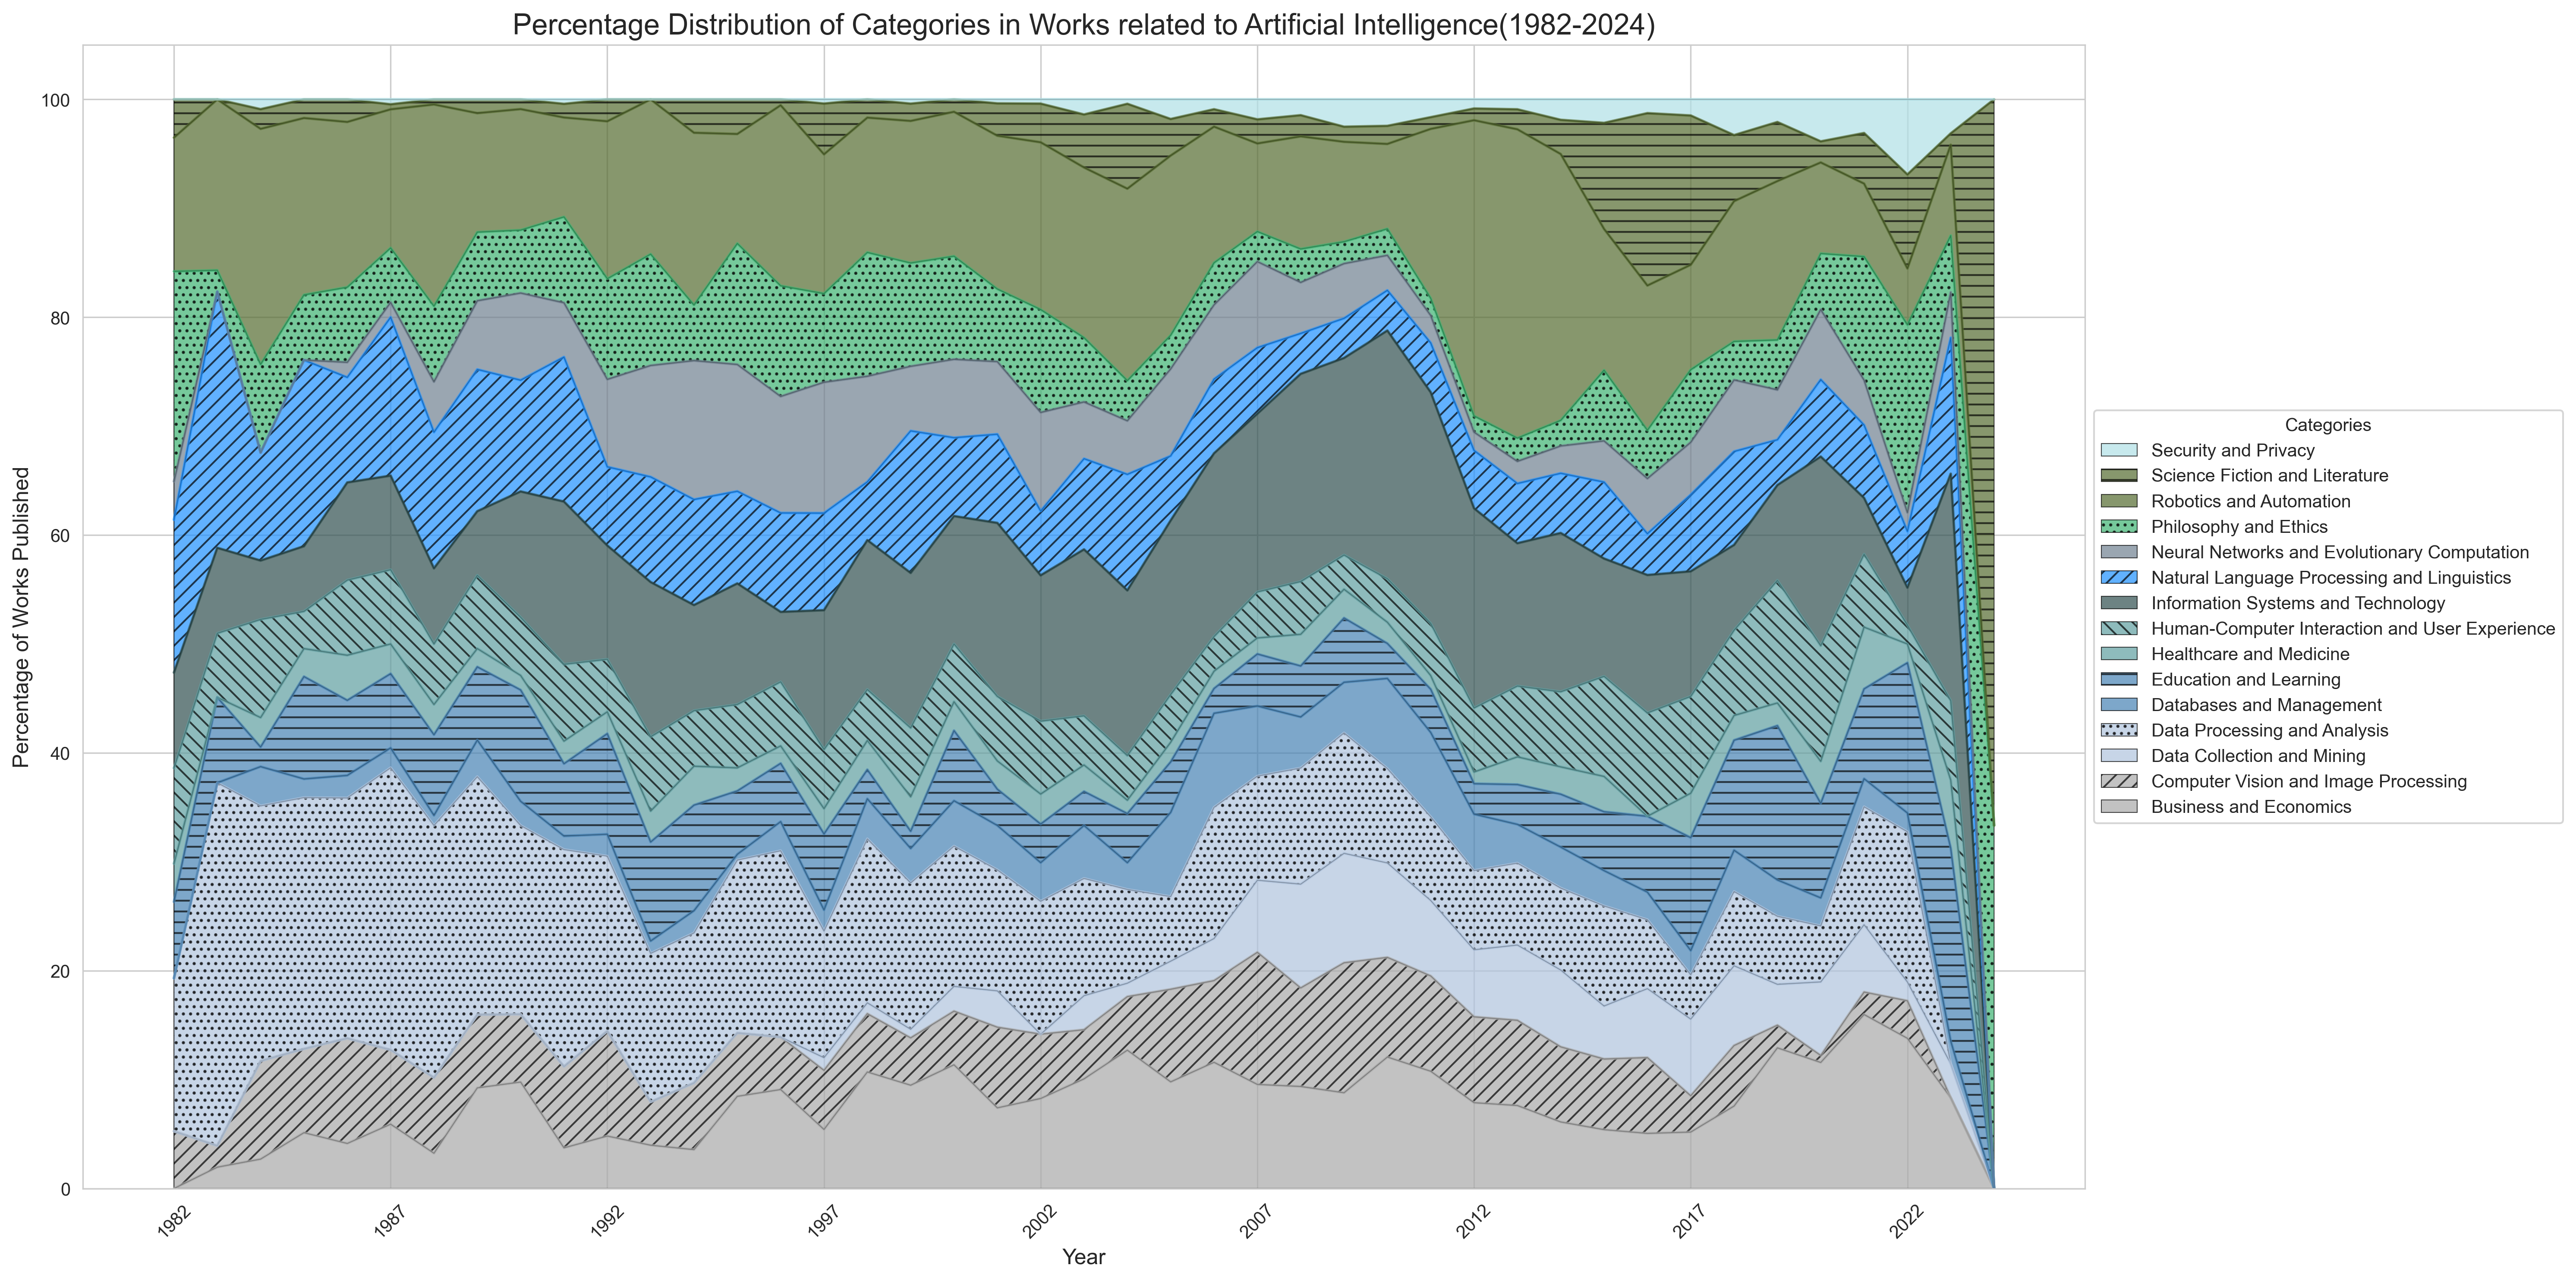 Percentage Distribution of Categories in Works related to Artificial Intelligence(1982-2024)
Percentage of Works Published
100
80
60
40
20
0
1982
1987
1992
1997
2002
2007
2012
2017
2022
Year
Categories
Security and Privacy
Science Fiction and Literature
Robotics and Automation
Philosophy and Ethics
Neural Networks and Evolutionary Computation
Natural Language Processing and Linguistics
Information Systems and Technology
Human-Computer Interaction and User Experience
Healthcare and Medicine
Education and Learning
Databases and Management
Data Processing and Analysis
Data Collection and Mining
Computer Vision and Image Processing
Business and Economics